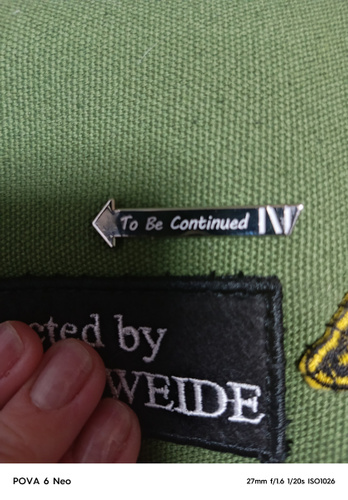 To Be Continued
cted by
WEIDE
POVA 6 Neo
27mm f/1.6 1/20s ISO1026